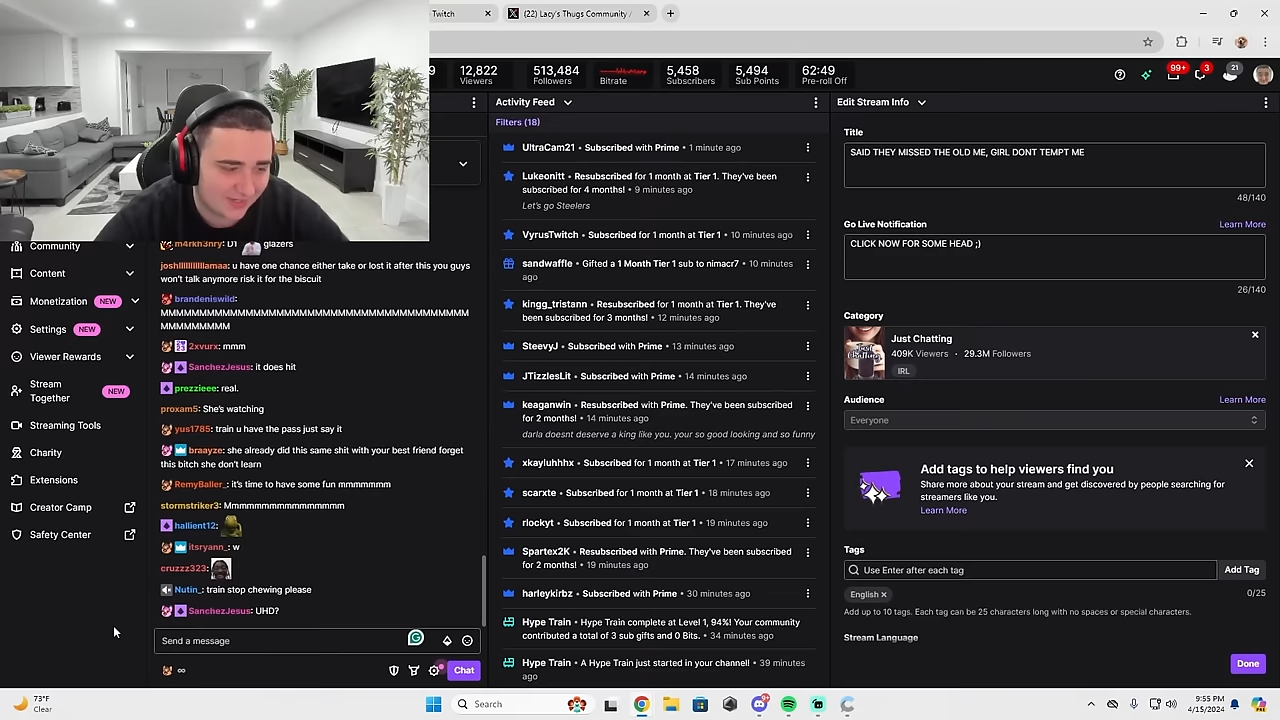 Twitch
(22) Lacy's Thugs Community /
9
12,822
Viewers
513,484
Followers
Bitrate
5,458
Subscribers
5,494
Sub Points
62:49
Pre-roll Off
99+
3
21
Community
Content
Monetization NEW
Settings NEW
Viewer Rewards
Stream
Together
NEW
Streaming Tools
Charity
Extensions
Creator Camp
Safety Center
m4rkh3nry: D1 glazers
joshllllllllllllamaa: u have one chance either take or lost it after this you guys
won't talk anymore risk it for the biscuit
brandeniswild:
2xvurx: mmm
SanchezJesus: it does hit
prezzieee: real.
proxam5: She's watching
yus1785: train u have the pass just say it
braayze: she already did this same shit with your best friend forget
this bitch she don't learn
RemyBaller_: it's time to have some fun mmmmmmm
stormstriker3: Mmmmmmmmmmmmmmmm
hallient12:
itsryann_: w
cruzzz323:
Nutin_: train stop chewing please
SanchezJesus: UHD?
Send a message
Chat
Activity Feed
Filters (18)
UltraCam21 • Subscribed with Prime • 1 minute ago
Lukeonitt • Resubscribed for 1 month at Tier 1. They've been
subscribed for 4 months! • 9 minutes ago
Let's go Steelers
VyrusTwitch • Subscribed for 1 month at Tier 1 • 10 minutes ago
sandwaffle • Gifted a 1 Month Tier 1 sub to nimacr7 • 10 minutes
ago
kingg_tristann • Resubscribed for 1 month at Tier 1. They've
been subscribed for 3 months! • 12 minutes ago
SteevyJ • Subscribed with Prime • 13 minutes ago
JTizzlesLit • Subscribed with Prime • 14 minutes ago
keaganwin • Resubscribed with Prime. They've been subscribed
for 2 months! • 14 minutes ago
darla doesnt deserve a king like you. your so good looking and so funny
xkayluhhhx • Subscribed for 1 month at Tier 1 • 17 minutes ago
scarxte • Subscribed for 1 month at Tier 1 • 18 minutes ago
rlockyt • Subscribed for 1 month at Tier 1 • 19 minutes ago
Spartex2K • Resubscribed with Prime. They've been subscribed
for 2 months! • 19 minutes ago
harleykirbz • Subscribed with Prime • 30 minutes ago
Hype Train • Hype Train complete at Level 1, 94%! Your community
contributed a total of 3 sub gifts and 0 Bits. • 34 minutes ago
Hype Train • A Hype Train just started in your channel! • 39 minutes
ago
Edit Stream Info
Title
SAID THEY MISSED THE OLD ME, GIRL DONT TEMPT ME
48/140
Go Live Notification
Learn More
CLICK NOW FOR SOME HEAD ;)
26/140
Category
Just Chatting
Just Chatting
409K Viewers • 29.3M Followers
IRL
Audience
Learn More
Everyone
Add tags to help viewers find you
Share more about your stream and get discovered by people searching for
streamers like you.
Learn More
Tags
Use Enter after each tag
Add Tag
English
0/25
Add up to 10 tags. Each tag can be 25 characters long with no spaces or special characters.
Stream Language
Done
73°F
Clear
Search
9:55 PM
4/15/2024